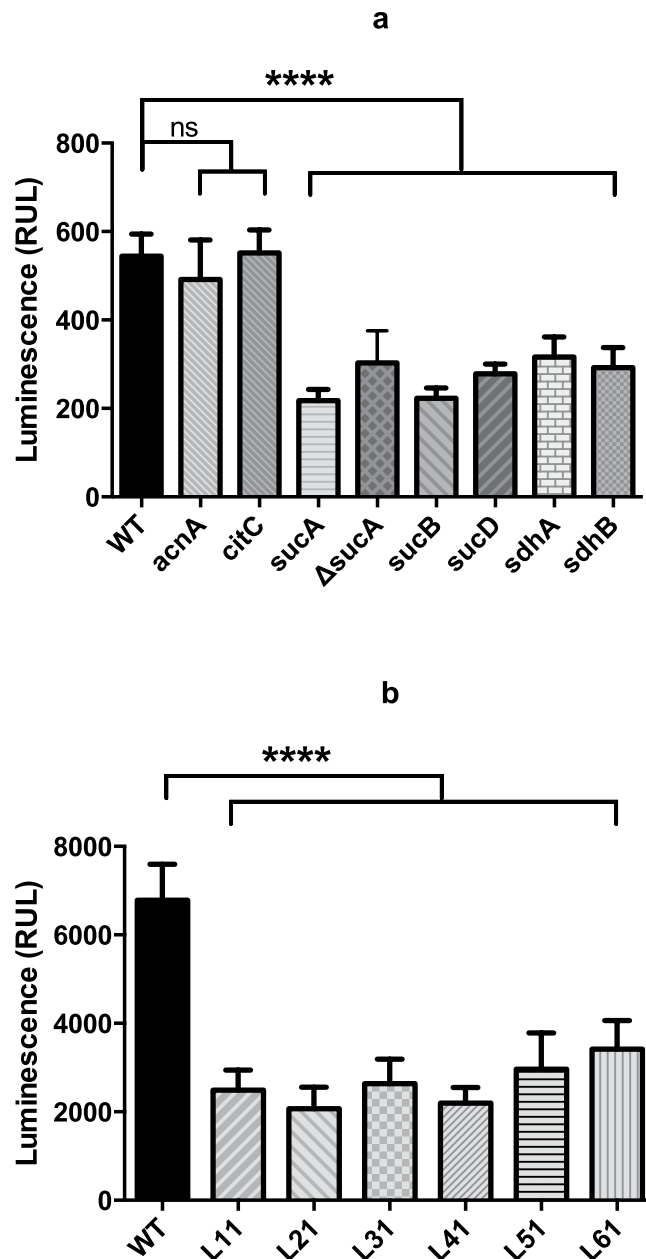 a
****
ns
800
600
400
200
0
Luminescence (RUL)
WT
acnA
citC
sucA
ΔsucA
sucB
sucD
sdhA
sdhB
b
****
8000
6000
4000
2000
0
Luminescence (RUL)
WT
L11
L21
L31
L41
L51
L61